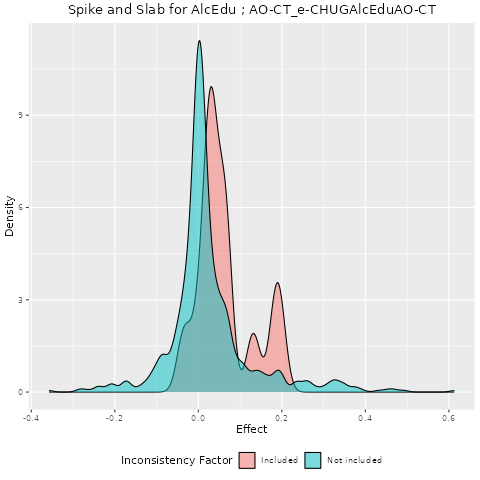 Spike and Slab for AlcEdu ; AO-CT_e-CHUGAlcEduAO-CT
9
6
3
0
Density
-0.4 -0.2 0.0 0.2 0.4 0.6
Effect
Inconsistency Factor Included Not included